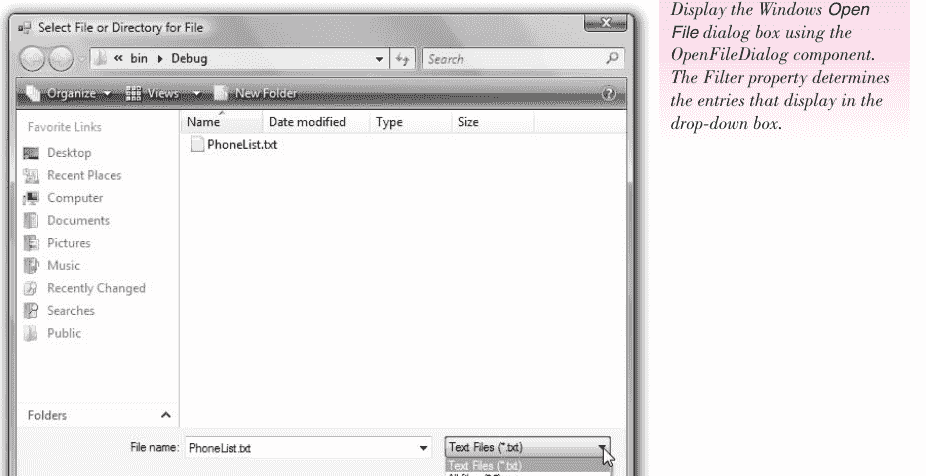 Select File or Directory for File
« bin ▸ Debug
Search
Organize
Views
New Folder
Favorite Links
Desktop
Recent Places
Computer
Documents
Pictures
Music
Recently Changed
Searches
Public
Folders
Name
Date modified
Type
Size
PhoneList.txt
File name:
PhoneList.txt
Text Files (*.txt)
Text Files (*.txt)
Display the Windows Open
File dialog box using the
OpenFileDialog component.
The Filter property determines
the entries that display in the
drop-down box.